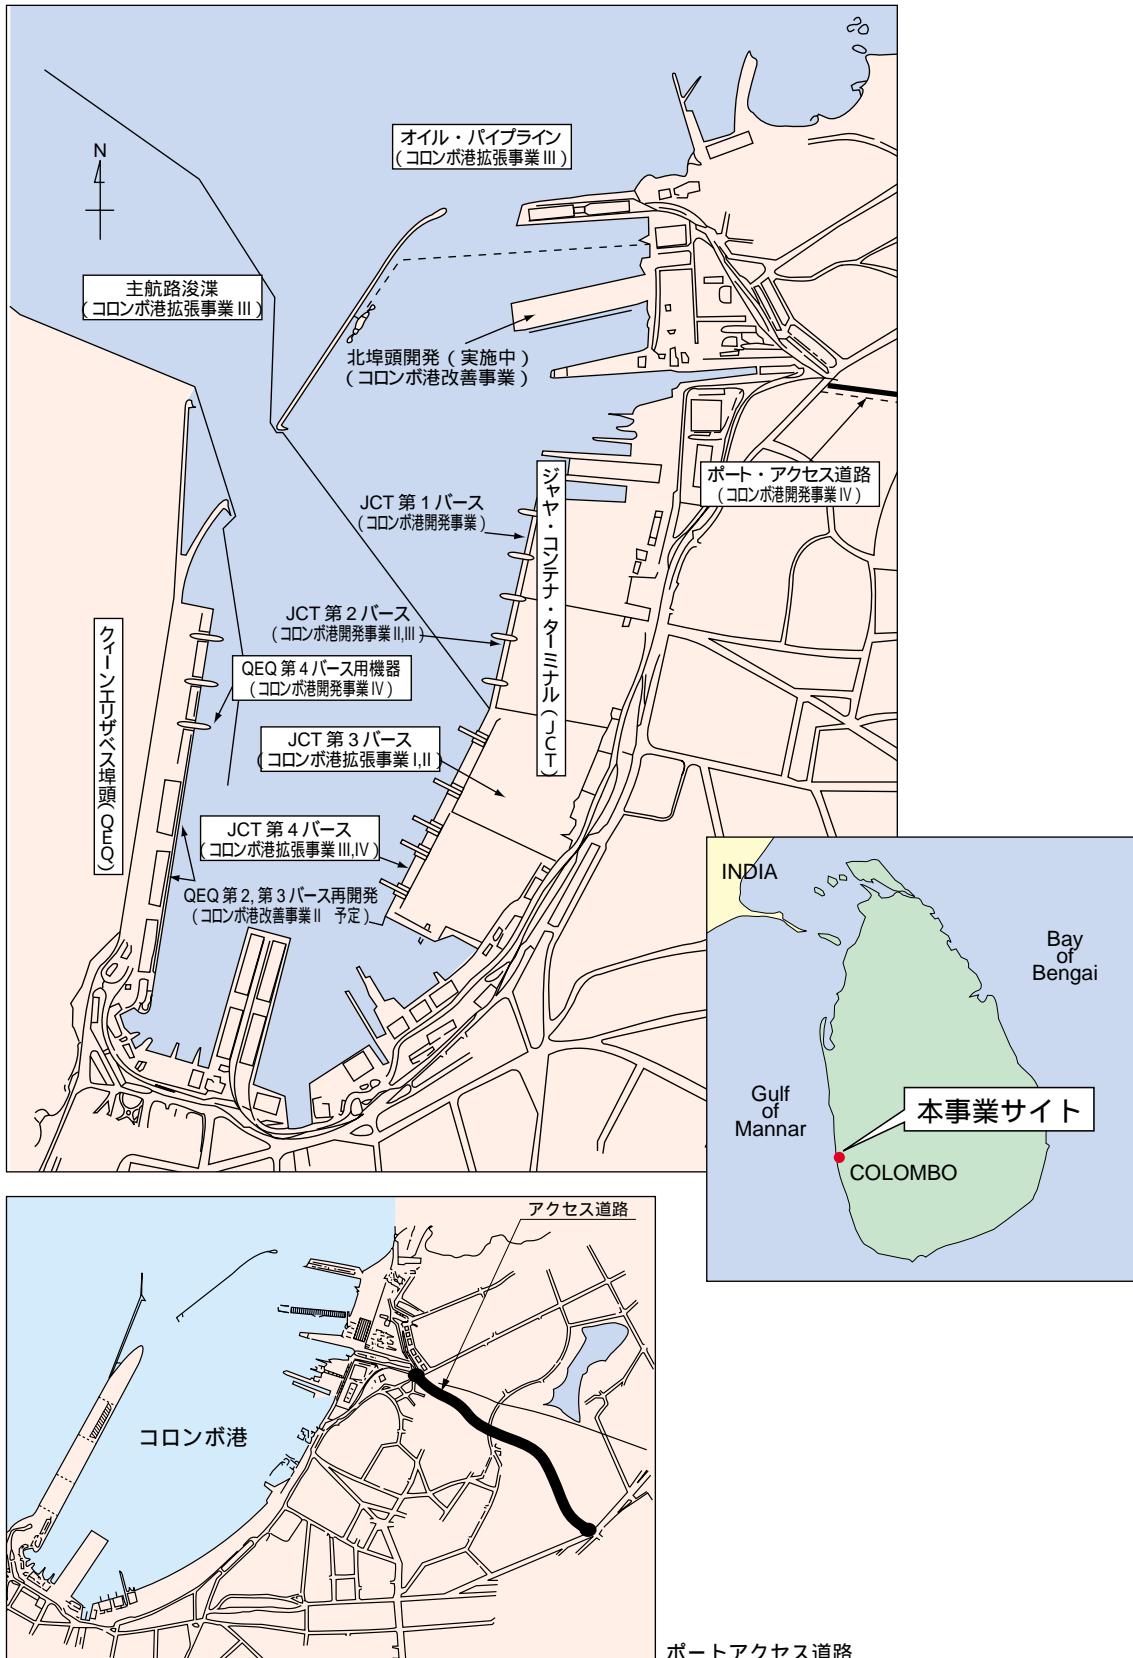 N
オイル・パイプライン
(コロンボ港拡張事業 III)
主航路浚渫
(コロンボ港拡張事業 III)
北埠頭開発(実施中)
(コロンボ港改善事業)
ポート・アクセス道路
(コロンボ港開発事業 IV)
ジャヤ・コンテナ・ターミナル(JCT)
JCT 第 1 バース
(コロンボ港開発事業)
JCT 第 2 バース
(コロンボ港開発事業 II,III)
クィーンエリザベス埠頭(QEQ)
QEQ 第 4 バース用機器
(コロンボ港開発事業 IV)
JCT 第 3 バース
(コロンボ港拡張事業 I,II)
JCT 第 4 バース
(コロンボ港拡張事業 III,IV)
QEQ 第 2, 第 3 バース再開発
(コロンボ港改善事業 II 予定)
INDIA
Bay
of
Bengai
Gulf
of
Mannar
本事業サイト
COLOMBO
アクセス道路
コロンボ港
ポートアクセス道路